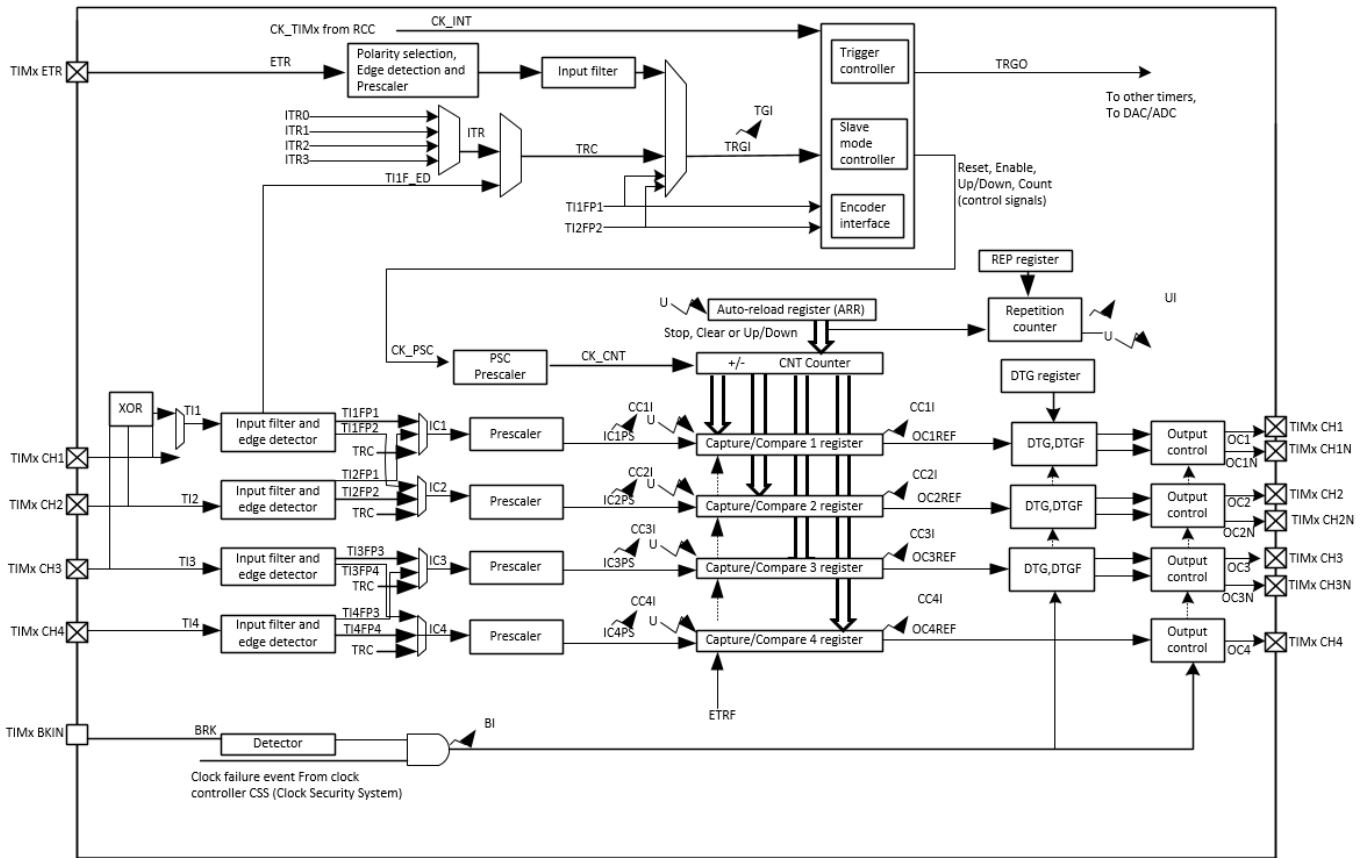 CK_TIMx from RCC
CK_INT
TIMx ETR
ETR
Polarity selection,
Edge detection and
Prescaler
Input filter
Trigger
controller
TRGO
To other timers,
To DAC/ADC
ITR0
ITR1
ITR2
ITR3
ITR
TRC
TGI
TRGI
Slave
mode
controller
Reset, Enable,
Up/Down, Count
(control signals)
TI1F_ED
TI1FP1
TI2FP2
Encoder
interface
REP register
U
Auto-reload register (ARR)
Repetition
counter
UI
U
Stop, Clear or Up/Down
CK_PSC
PSC
Prescaler
CK_CNT
+/-
CNT Counter
DTG register
XOR
TI1
Input filter and
edge detector
TI1FP1
TI1FP2
TRC
IC1
Prescaler
CC1I
U
IC1PS
Capture/Compare 1 register
CC1I
OC1REF
DTG,DTGF
Output
control
OC1
OC1N
TIMx CH1
TIMx CH1N
TIMx CH1
TIMx CH2
TI2
Input filter and
edge detector
TI2FP1
TI2FP2
TRC
IC2
Prescaler
CC2I
U
IC2PS
Capture/Compare 2 register
CC2I
OC2REF
DTG,DTGF
Output
control
OC2
OC2N
TIMx CH2
TIMx CH2N
TIMx CH3
TI3
Input filter and
edge detector
TI3FP3
TI3FP4
TRC
IC3
Prescaler
CC3I
U
IC3PS
Capture/Compare 3 register
CC3I
OC3REF
DTG,DTGF
Output
control
OC3
OC3N
TIMx CH3
TIMx CH3N
TIMx CH4
TI4
Input filter and
edge detector
TI4FP3
TI4FP4
TRC
IC4
Prescaler
CC4I
U
IC4PS
Capture/Compare 4 register
CC4I
OC4REF
Output
control
OC4
TIMx CH4
ETRF
TIMx BKIN
BRK
Detector
BI
Clock failure event From clock
controller CSS (Clock Security System)